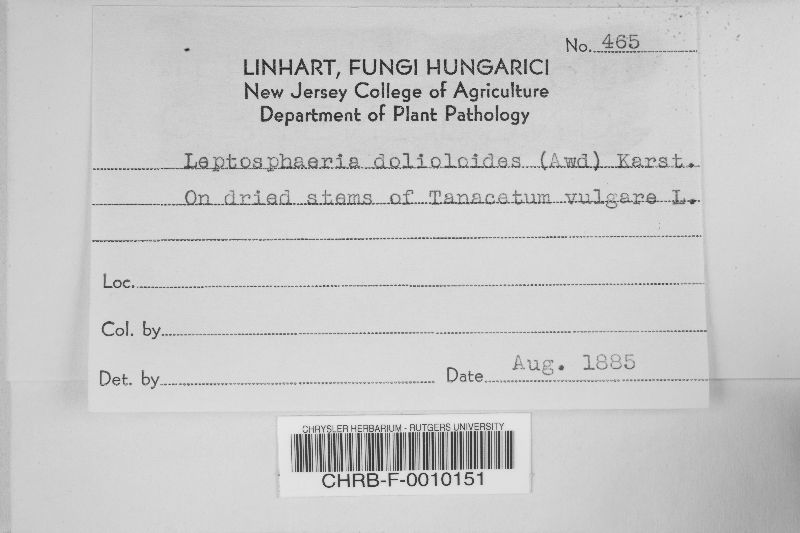 No. 465
LINHART, FUNGI HUNGARICI
New Jersey College of Agriculture
Department of Plant Pathology
Leptosphaeria dolioloides (Awd) Karst.
On dried stems of Tanacetum vulgare L.
Loc.
Col. by
Det. by Date Aug. 1885
CHRYSLER HERBARIUM - RUTGERS UNIVERSITY
CHRB-F-0010151